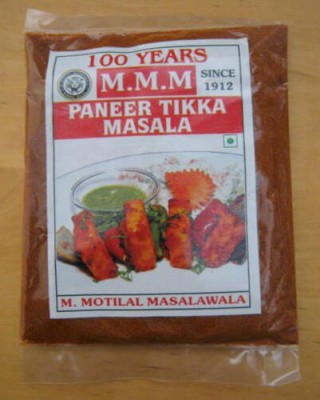 100 YEARS
M.M.M
SINCE
1912
PANEER TIKKA
MASALA
M. MOTILAL MASALAWALA